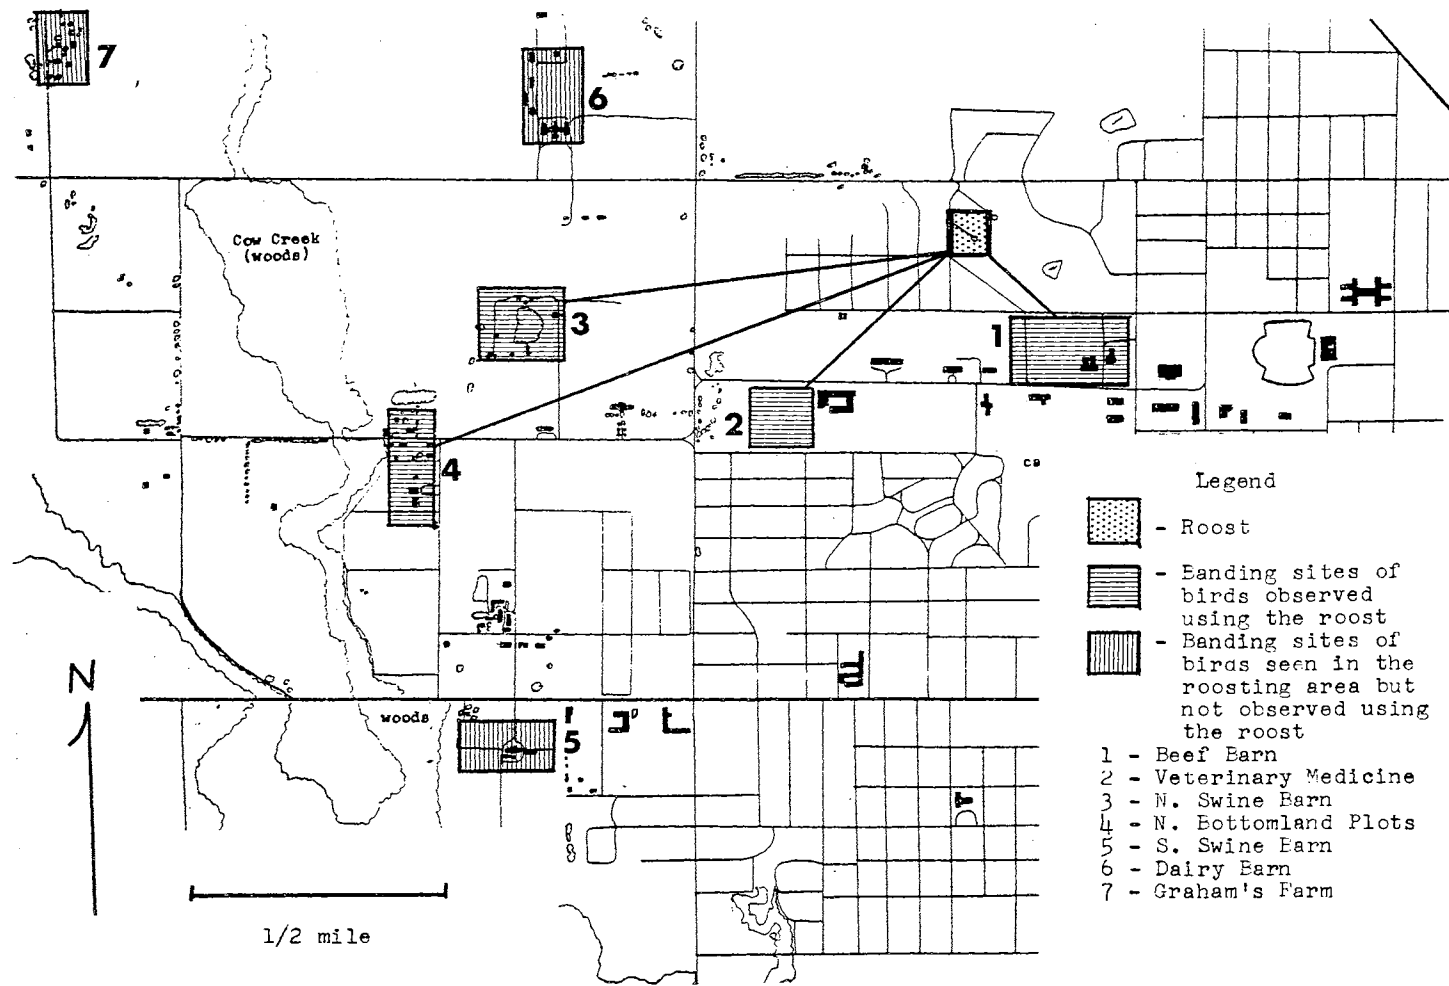 7
6
Cow Creek
(woods)
3
1
2
4
ca
Legend
- Roost
- Banding sites of
birds observed
using the roost
- Banding sites of
birds seen in the
roosting area but
not observed using
the roost
N
woods
5
1 - Beef Barn
2 - Veterinary Medicine
3 - N. Swine Barn
4 - N. Bottomland Plots
5 - S. Swine Barn
6 - Dairy Barn
7 - Graham's Farm
1/2 mile